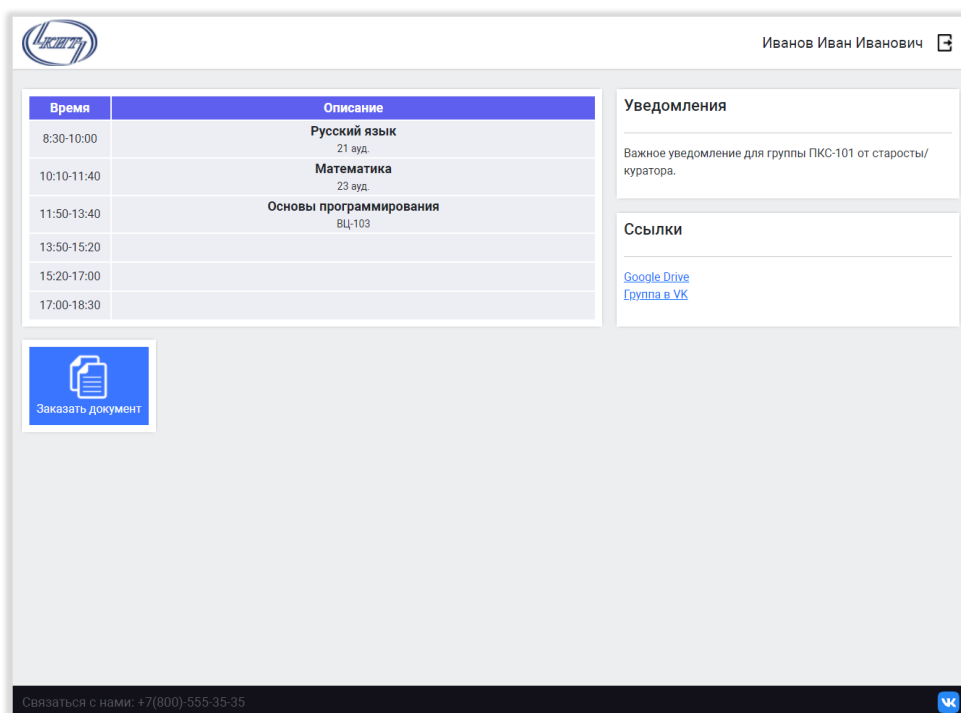 ККИТ
Иванов Иван Иванович
Время Описание
8:30-10:00 Русский язык
21 ауд.
10:10-11:40 Математика
23 ауд.
11:50-13:40 Основы программирования
ВЦ-103
13:50-15:20
15:20-17:00
17:00-18:30
Уведомления
Важное уведомление для группы ПКС-101 от старосты/
куратора.
Ссылки
Google Drive
Группа в VK
Заказать документ
Связаться с нами: +7(800)-555-35-35